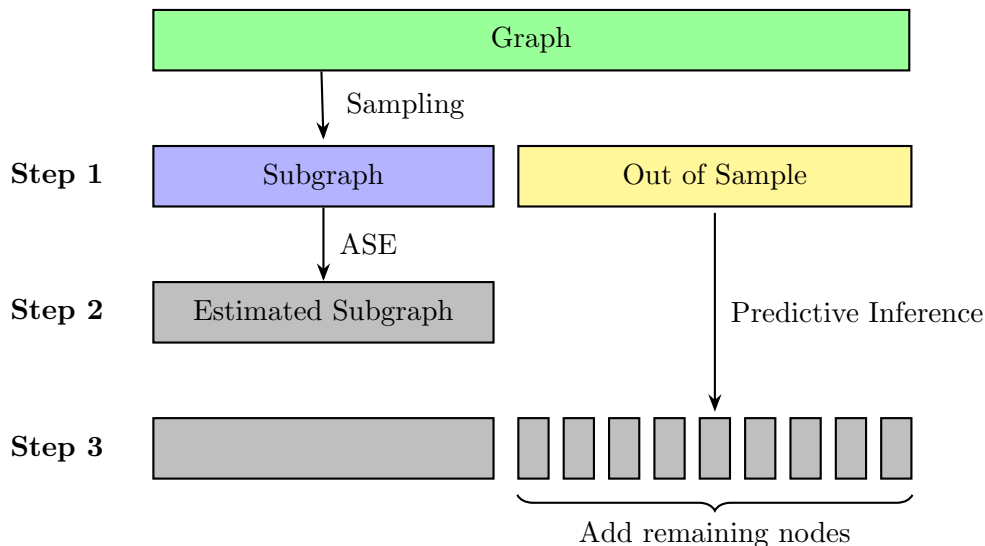 Graph
Sampling
Step 1
Subgraph
Out of Sample
ASE
Step 2
Estimated Subgraph
Predictive Inference
Step 3
Add remaining nodes